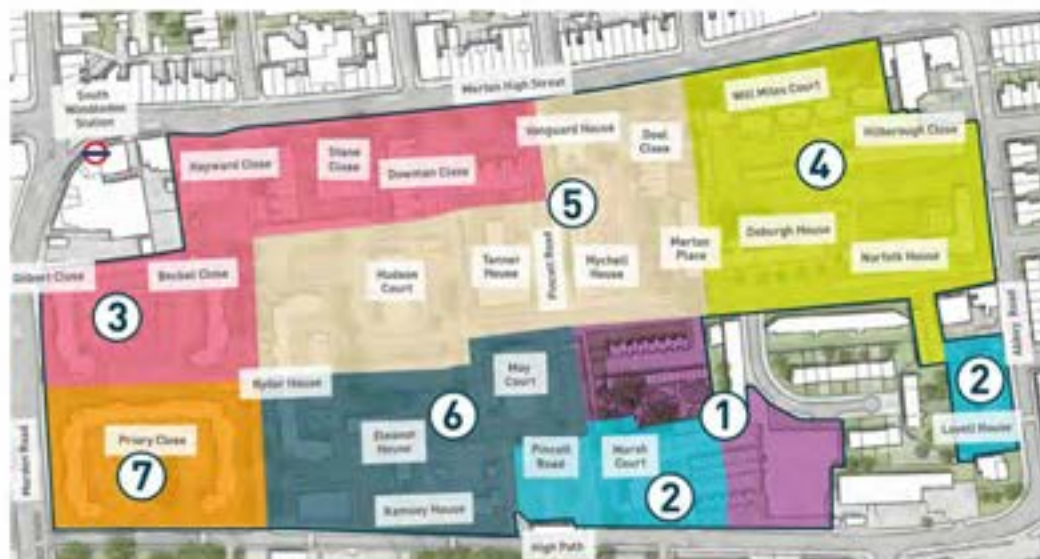 South
Wimbledon
Station
Merton High Street
Will Miles Court
Vanguard House
Doel
Close
Hilborough Close
Stane
Close
Hayward Close
Dowman Close
4
5
Deburgh House
Merton
Place
Norfolk House
Tanner
House
Pincott Road
Mychell
House
Hudson
Court
Gilbert Close
Becket Close
3
Abbey Road
May
Court
Ryder House
2
1
6
Lovell House
Priory Close
Eleanor
House
Pincott
Road
Marsh
Court
Morden Road
7
2
Ramsey House
High Path